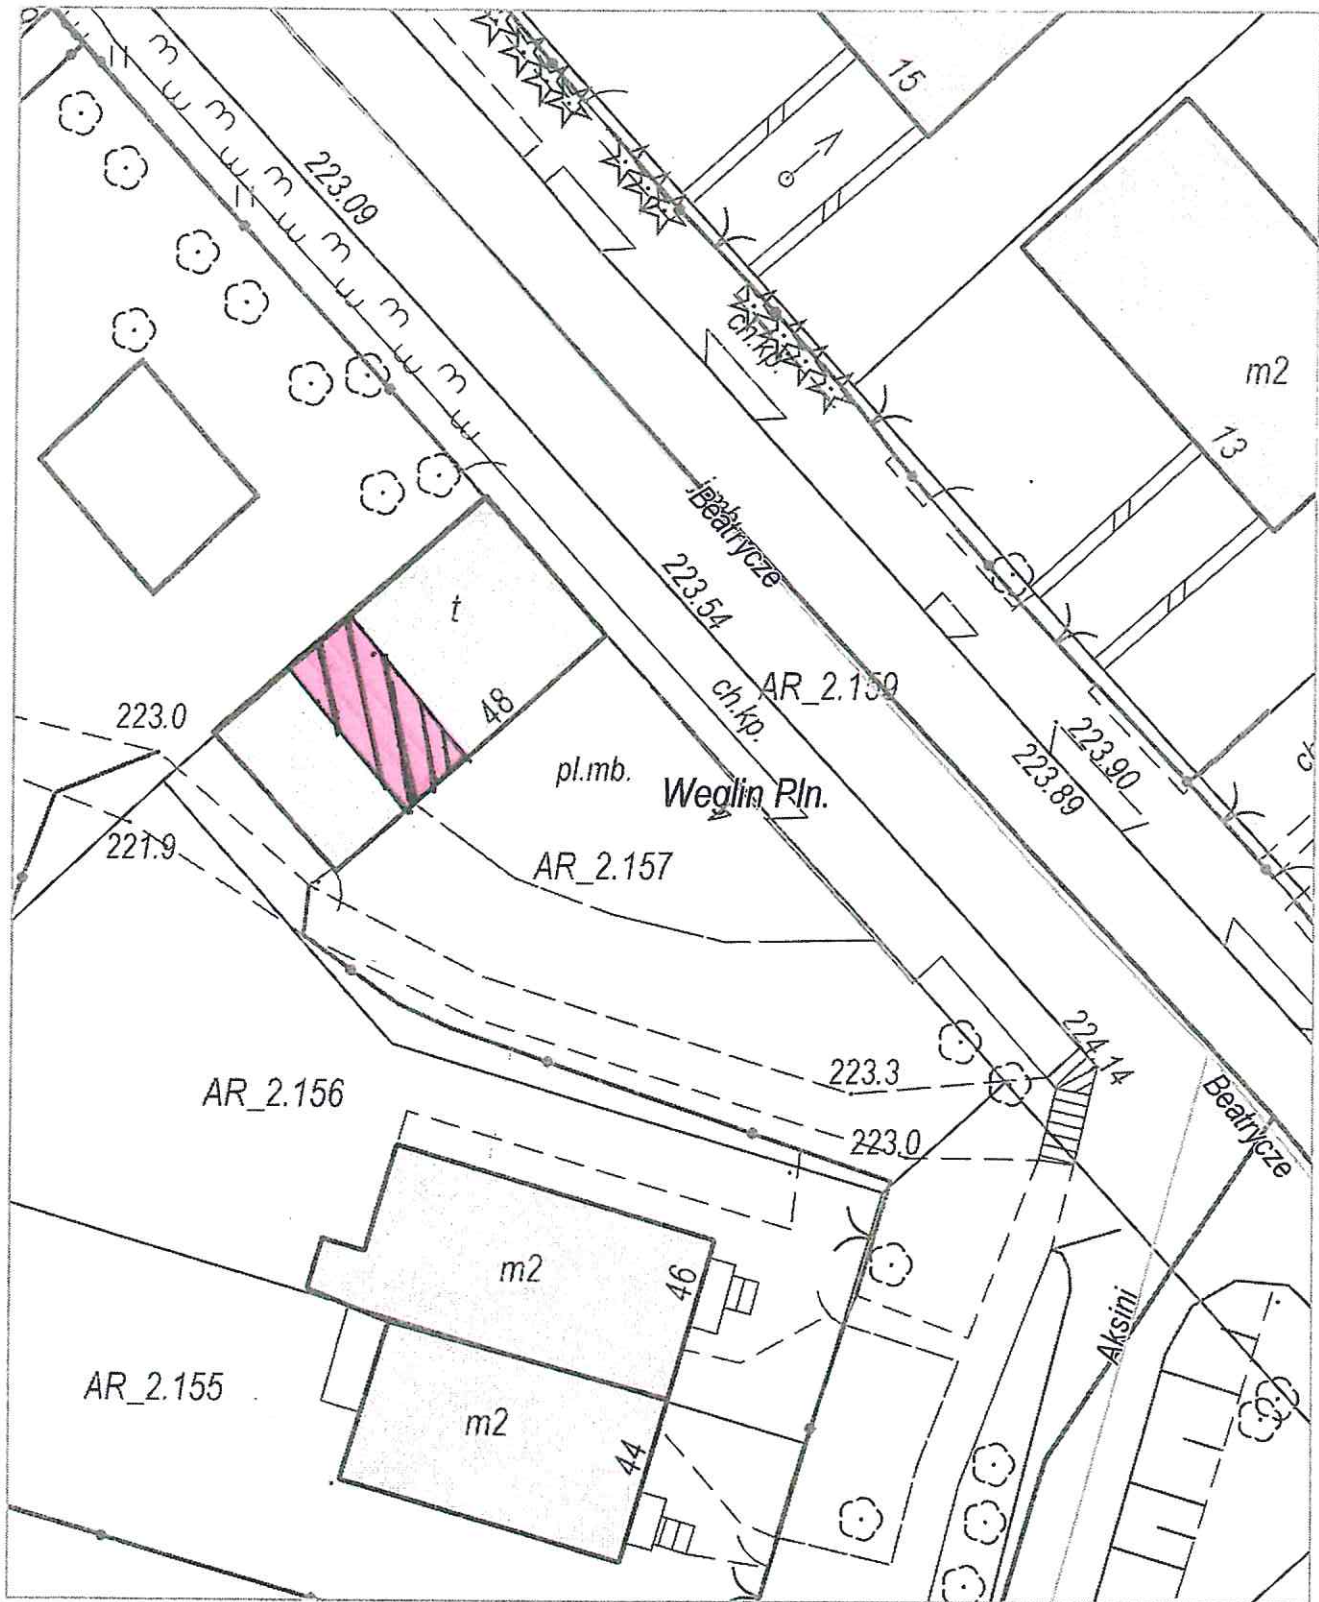 15
223.09
ch.kp.
m2
13
Beatrycze
t
223.54
48
ch.kp.
AR_2.159
223.0
pl.mb.
Weglin Pln.
223.90
223.89
221.9
AR_2.157
224.14
223.3
AR_2.156
223.0
Beatrycze
m2
46
Aksini
AR_2.155
m2
44